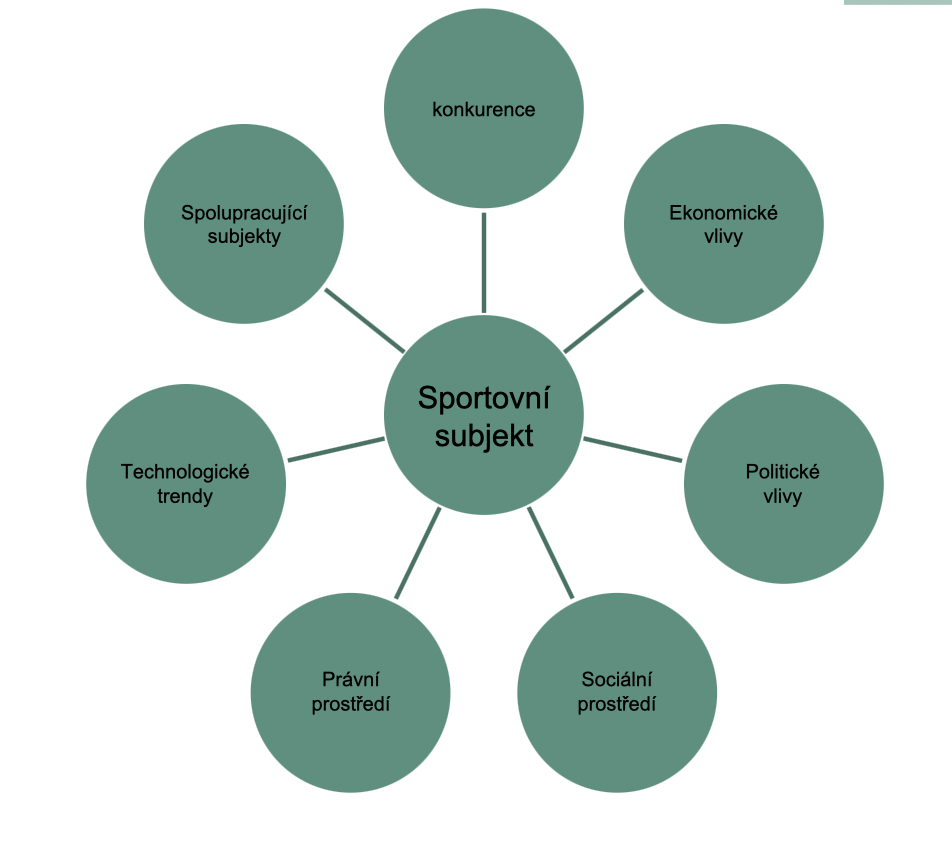 konkurence
Spolupracující
subjekty
Ekonomické
vlivy
Sportovní
subjekt
Technologické
trendy
Politické
vlivy
Právní
prostředí
Sociální
prostředí